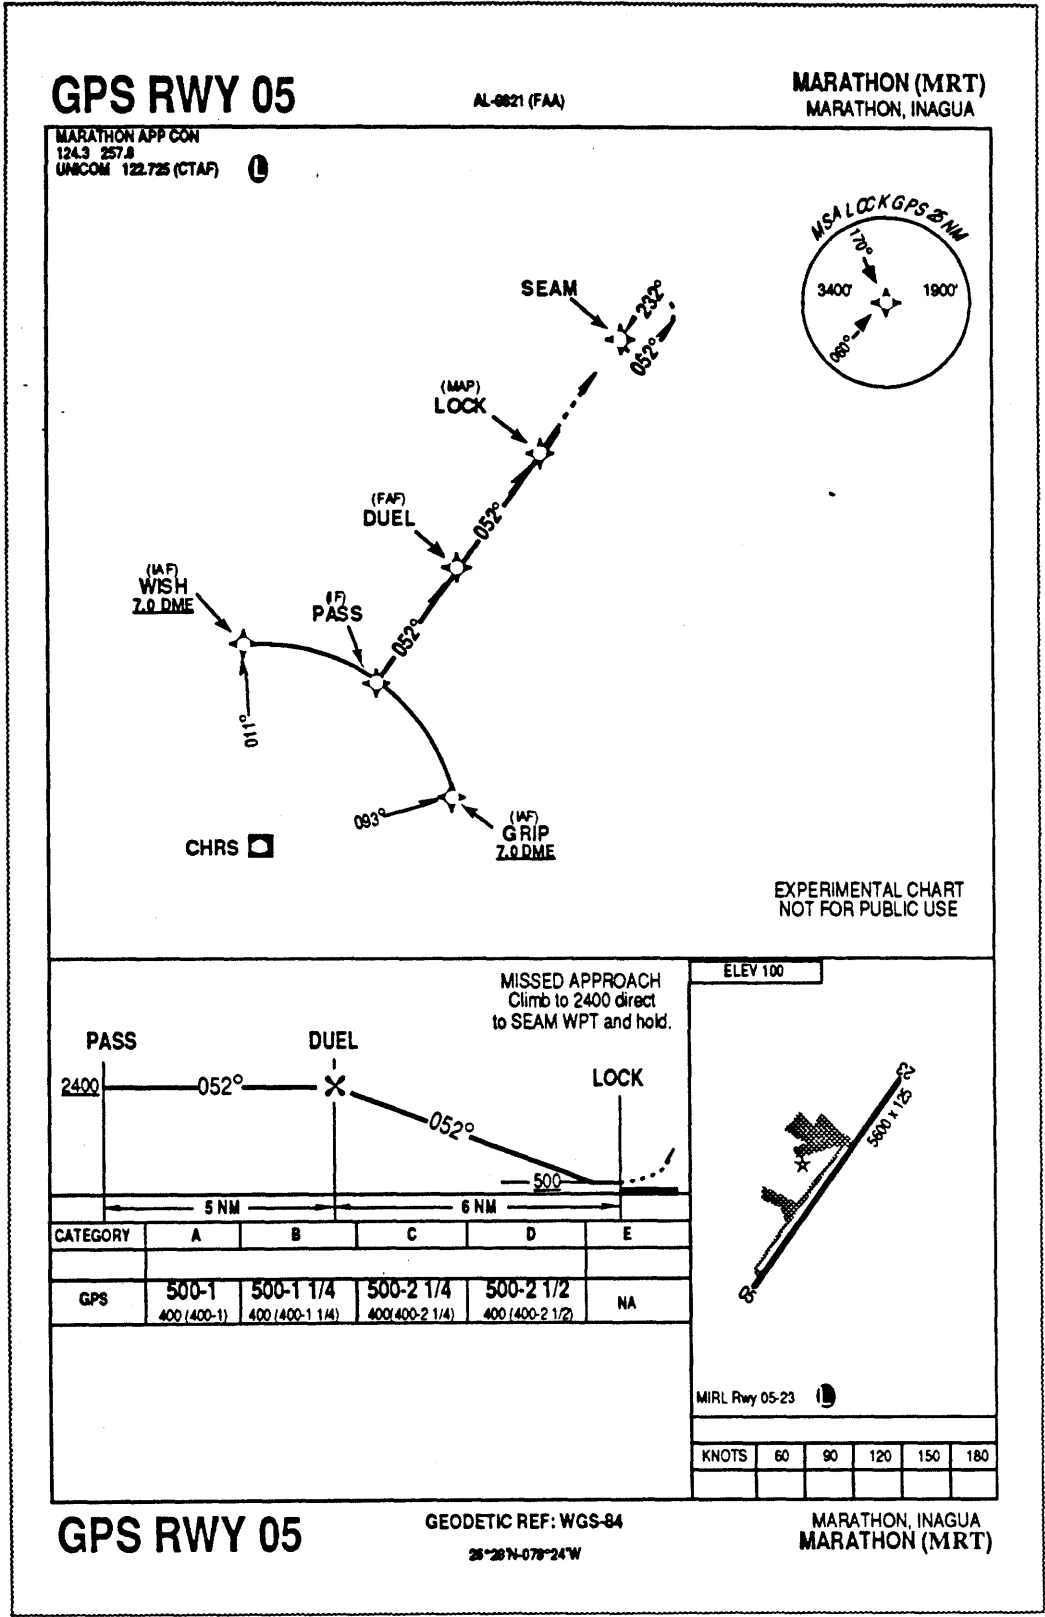 GPS RWY 05
AL-9821 (FAA)
MARATHON (MRT)
MARATHON, INAGUA
MARATHON APP CON
124.3 257.8
UNICOM 122.725 (CTAF) L
MSA LOCK GPS 25 NM
170°
3400'
1900'
060°
SEAM
232°
052°
(MAP)
LOCK
052°
(FAF)
DUEL
(IAF)
WISH
7.0 DME
(IF)
PASS
052°
110°
093°
(IAF)
GRIP
7.0 DME
CHRS
EXPERIMENTAL CHART
NOT FOR PUBLIC USE
MISSED APPROACH
Climb to 2400 direct
to SEAM WPT and hold.
PASS
DUEL
LOCK
2400
052°
052°
500
5 NM
6 NM
CATEGORY A B C D E
GPS
500-1 500-1 1/4 500-2 1/4 500-2 1/2
400 (400-1) 400 (400-1 1/4) 400(400-2 1/4) 400 (400-2 1/2)
NA
ELEV 100
23
5600 X 125
05
MIRL Rwy 05-23 L
KNOTS 60 90 120 150 180
GPS RWY 05
GEODETIC REF: WGS-84
MARATHON, INAGUA
MARATHON (MRT)